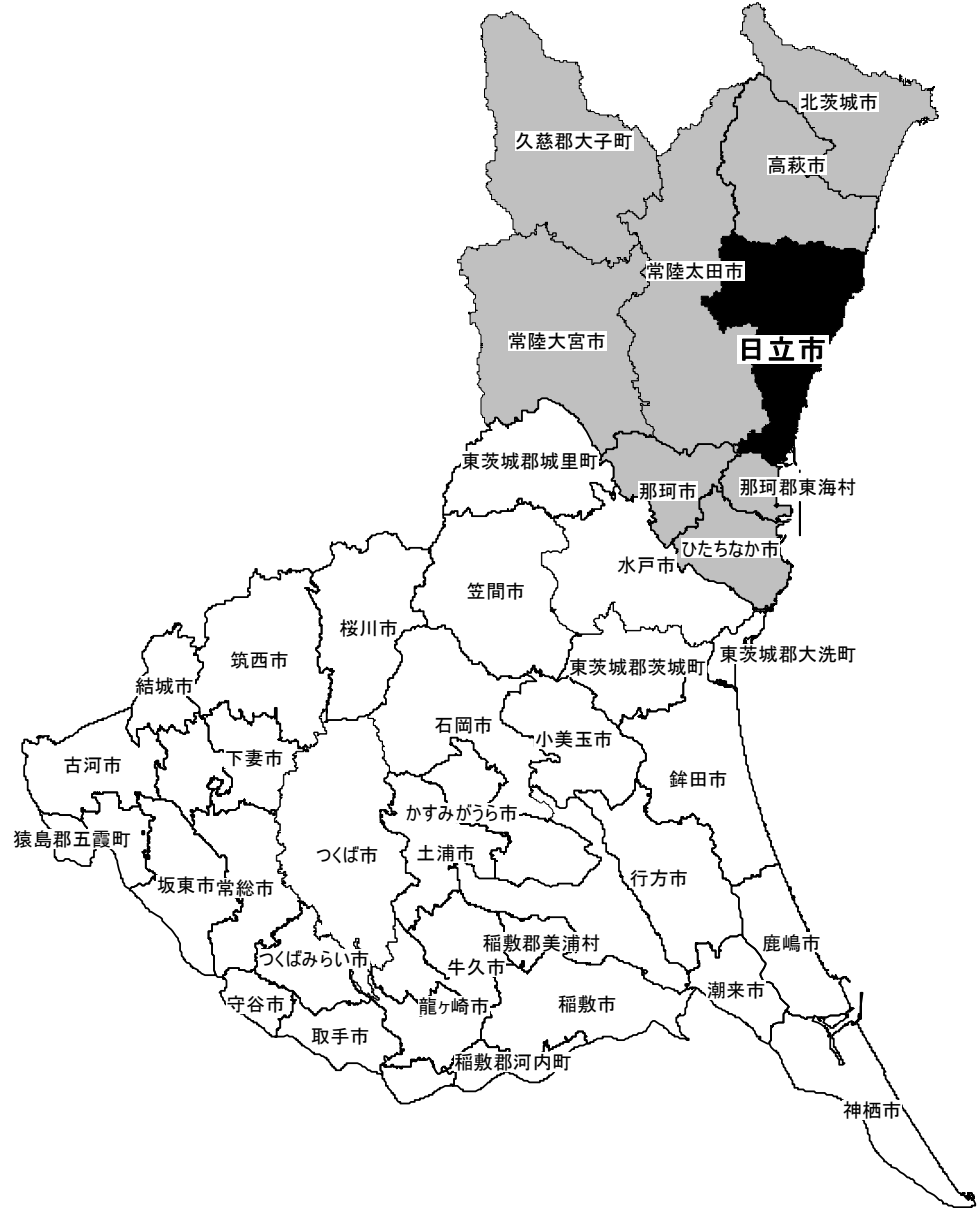 北茨城市
久慈郡大子町
高萩市
常陸太田市
常陸大宮市
日立市
東茨城郡城里町
那珂市
那珂郡東海村
ひたちなか市
水戸市
笠間市
桜川市
筑西市
東茨城郡茨城町
東茨城郡大洗町
結城市
石岡市
小美玉市
下妻市
古河市
鉾田市
かすみがうら市
猿島郡五霞町
つくば市
土浦市
坂東市
常総市
行方市
稲敷郡美浦村
鹿嶋市
つくばみらい市
牛久市
潮来市
守谷市
龍ヶ崎市
稲敷市
取手市
稲敷郡河内町
神栖市